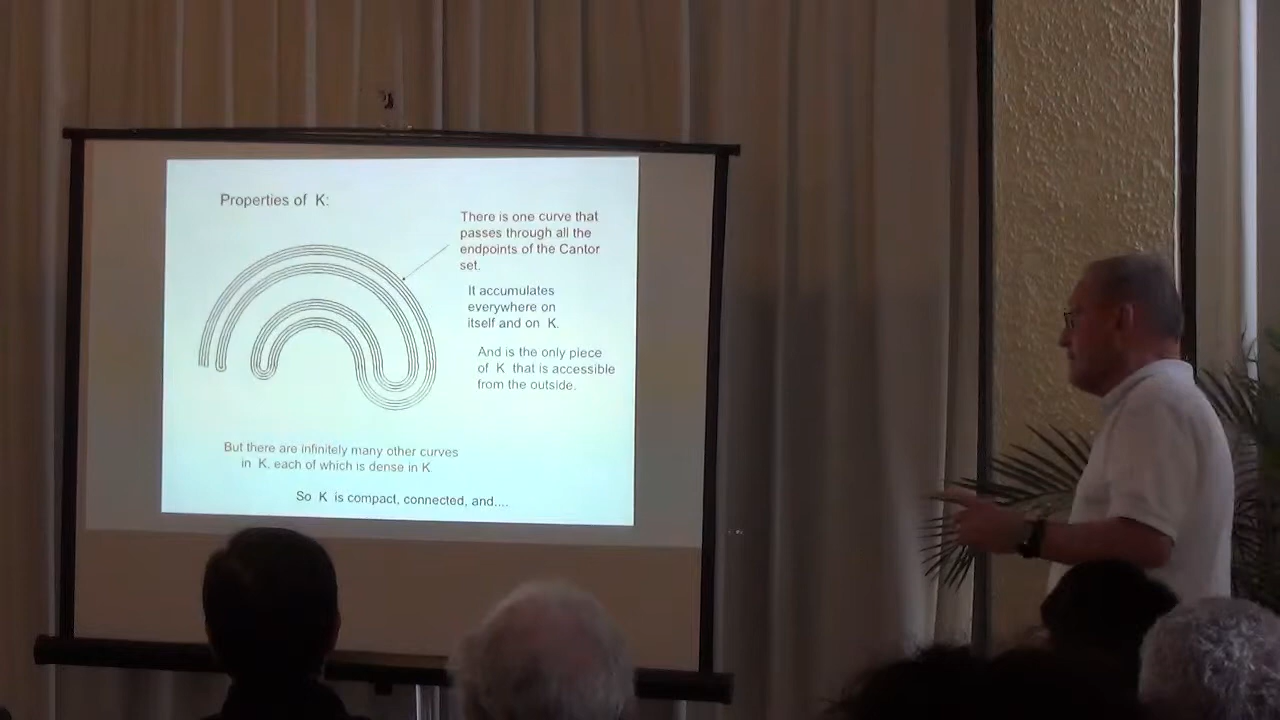 Properties of K:
There is one curve that
passes through all the
endpoints of the Cantor
set.
It accumulates
everywhere on
itself and on K.
And is the only piece
of K that is accessible
from the outside.
But there are infinitely many other curves
in K, each of which is dense in K
So K is compact, connected, and....